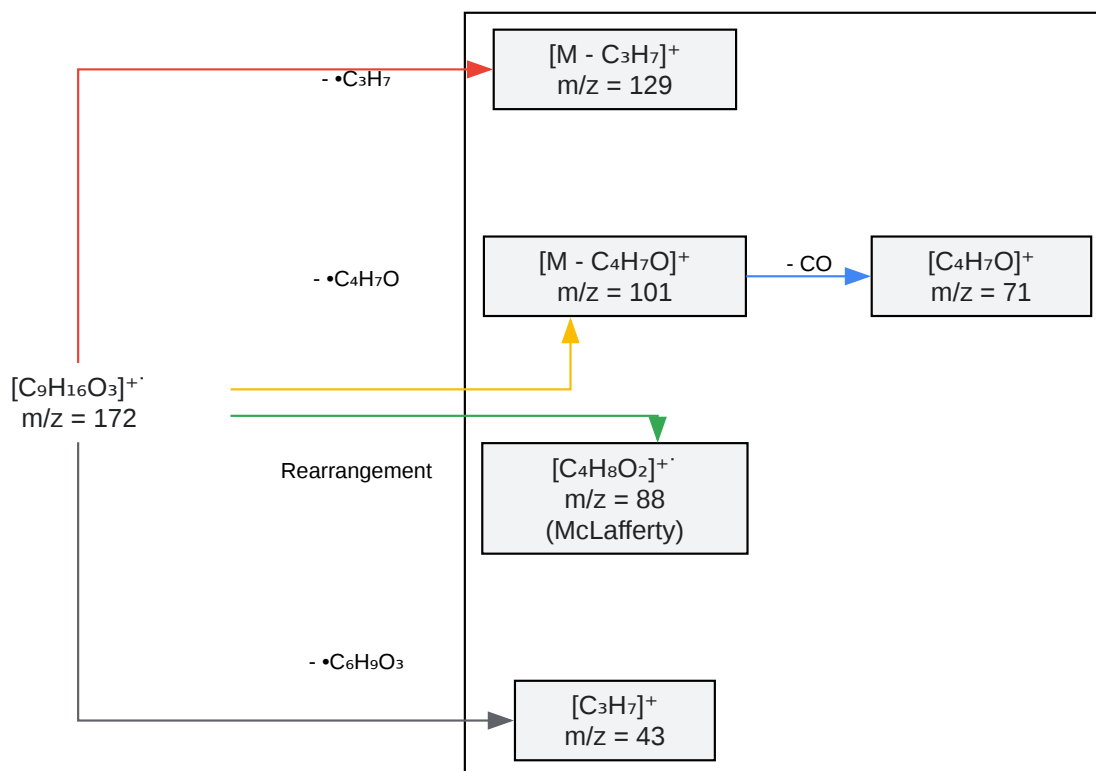 [M - C₃H₇]⁺
m/z = 129
- •C₃H₇
[M - C₄H₇O]⁺
m/z = 101
- •C₄H₇O
- CO
[C₄H₇O]⁺
m/z = 71
[C₉H₁₆O₃]⁺˙
m/z = 172
Rearrangement
[C₄H₈O₂]⁺˙
m/z = 88
(McLafferty)
- •C₆H₉O₃
[C₃H₇]⁺
m/z = 43